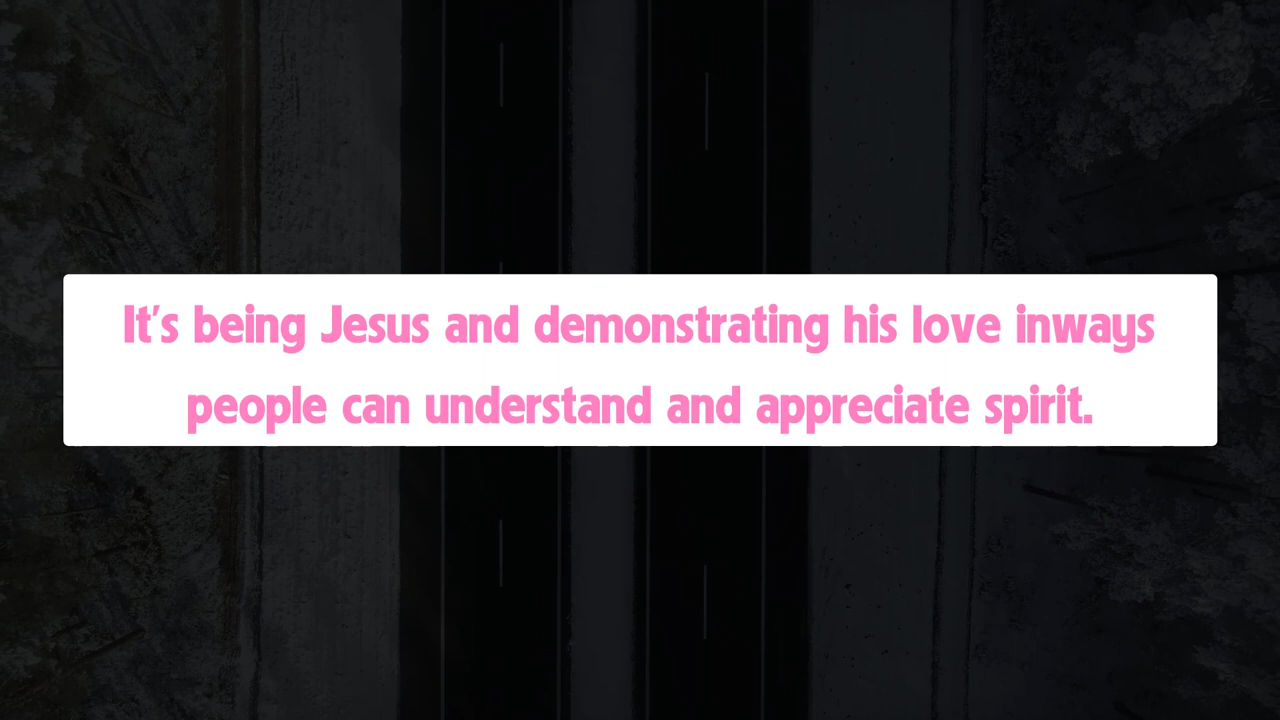 It's being Jesus and demonstrating his love inways
people can understand and appreciate spirit.